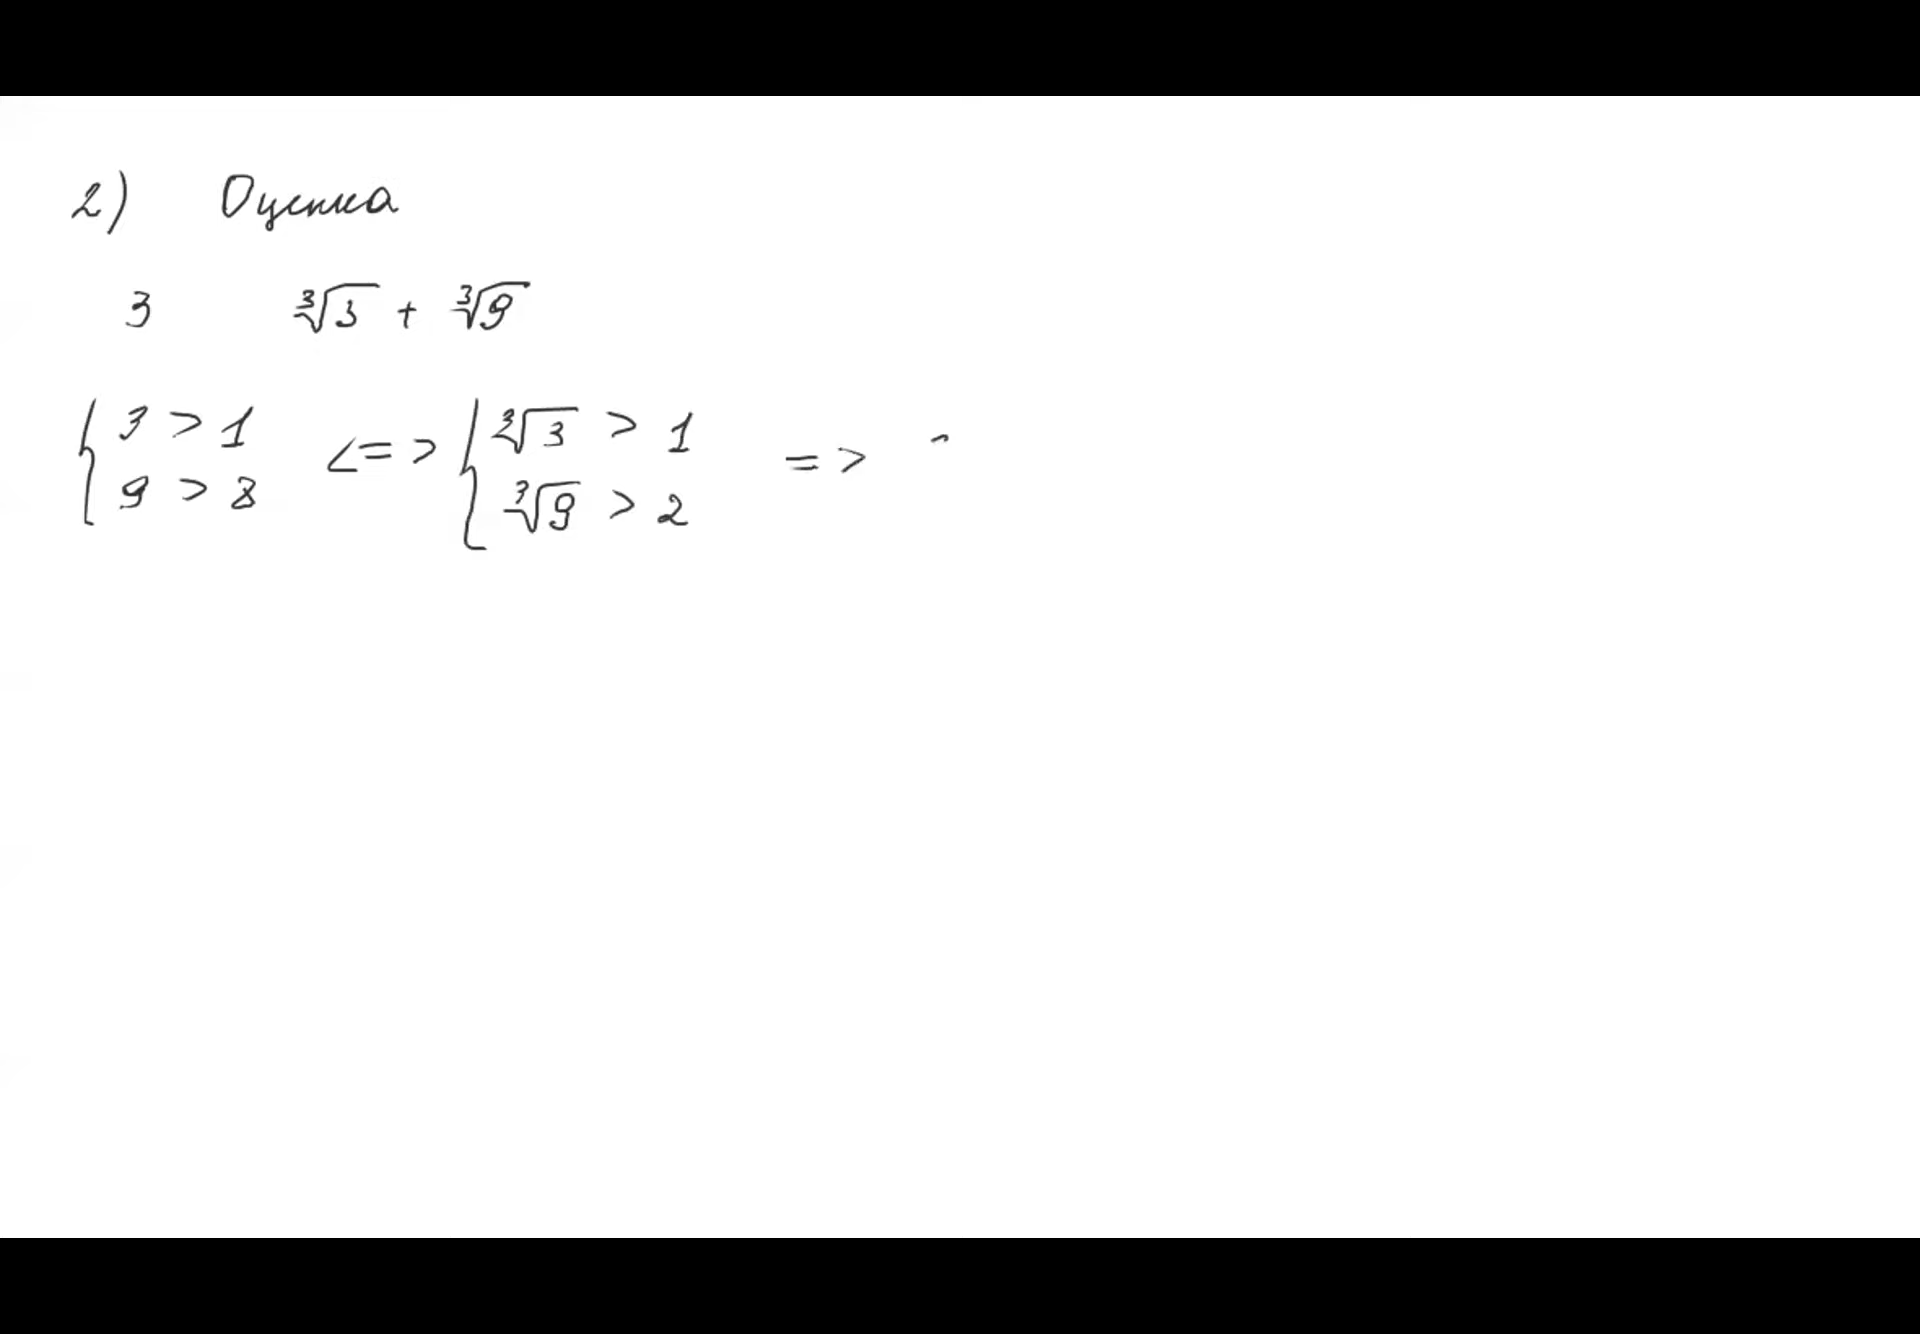 2) Оценка
3 ∛3 + ∛9
{ 3 > 1 <=> { ∛3 > 1 =>
9 > 8 ∛9 > 2